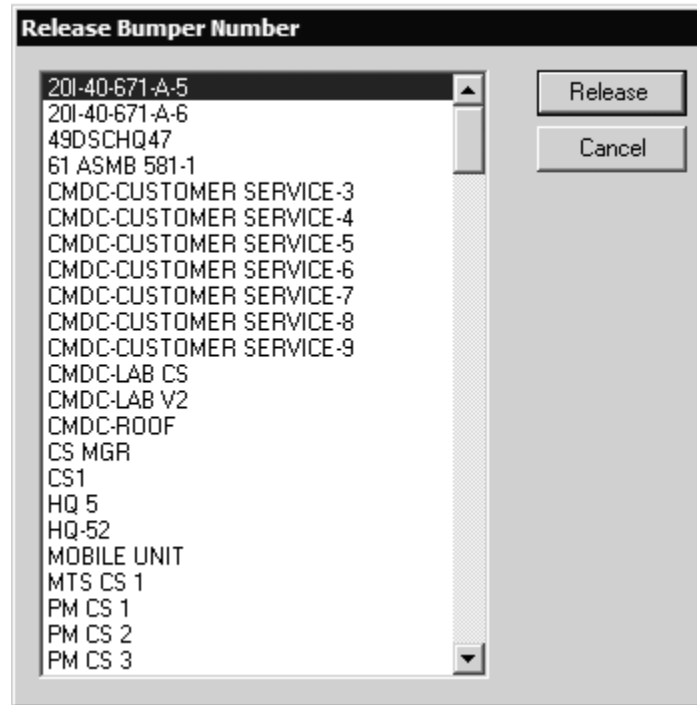 Release Bumper Number
20I-40-671-A-5
20I-40-671-A-6
49DSCHQ47
61 ASMB 581-1
CMDC-CUSTOMER SERVICE-3
CMDC-CUSTOMER SERVICE-4
CMDC-CUSTOMER SERVICE-5
CMDC-CUSTOMER SERVICE-6
CMDC-CUSTOMER SERVICE-7
CMDC-CUSTOMER SERVICE-8
CMDC-CUSTOMER SERVICE-9
CMDC-LAB CS
CMDC-LAB V2
CMDC-ROOF
CS MGR
CS1
HQ 5
HQ-52
MOBILE UNIT
MTS CS 1
PM CS 1
PM CS 2
PM CS 3
Release
Cancel